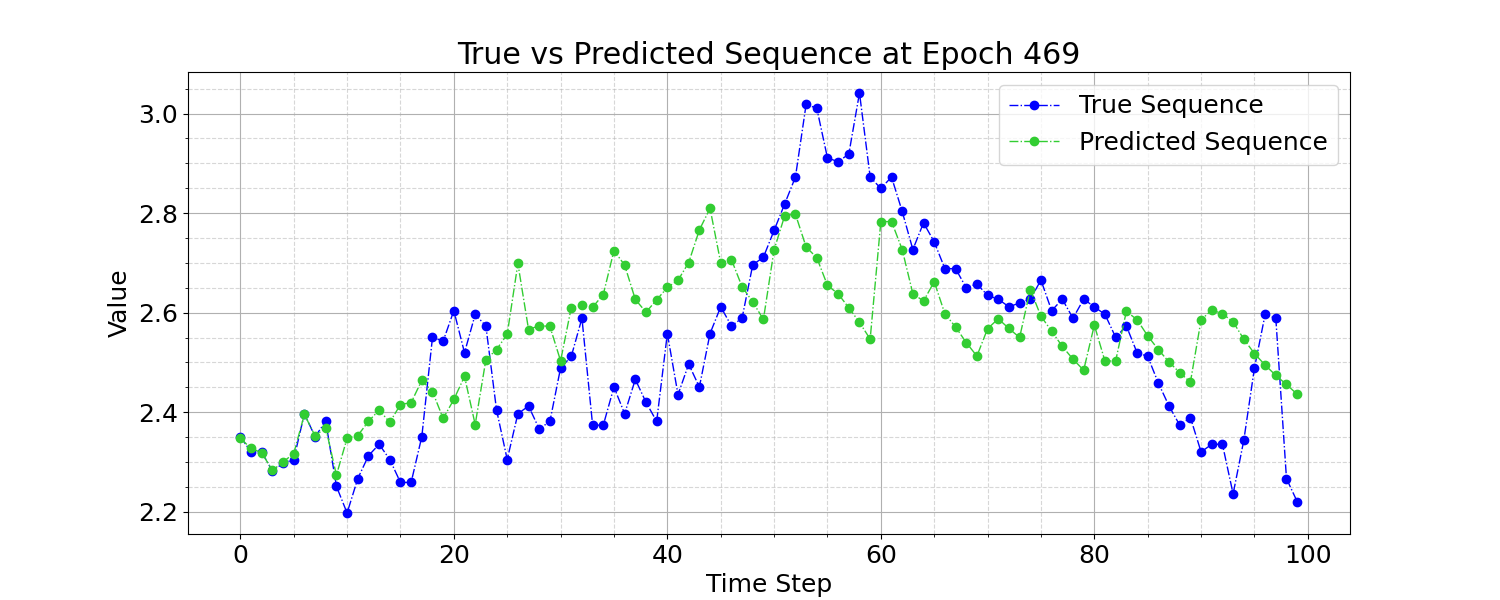 True vs Predicted Sequence at Epoch 469
True Sequence
Predicted Sequence
Value
3.0
2.8
2.6
2.4
2.2
0 20 40 60 80 100
Time Step